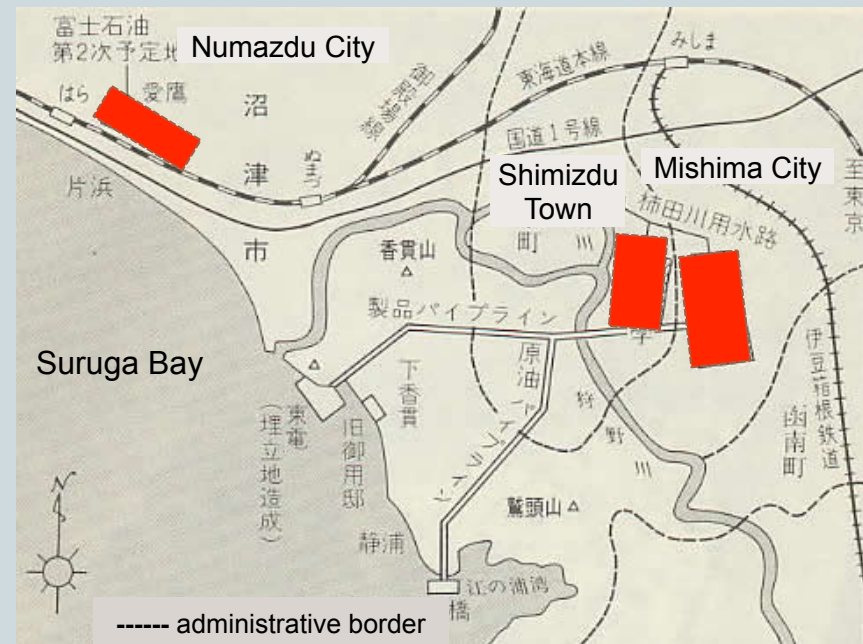 富士石油
第2次予定地
Numazdu City
みしま
はら
愛鷹
沼
津
市
御殿場線
東海道本線
国道1号線
ぬまづ
片浜
Shimizdu
Town
Mishima City
至東京
町
川
柿田川用水路
香貫山
製品パイプライン
Suruga Bay
原油
パイプライン
下香貫
東電
(埋立地造成)
旧御用邸
狩野川
伊豆箱根鉄道
函南町
鷲頭山
静浦
N
江の浦湾
橋
------ administrative border